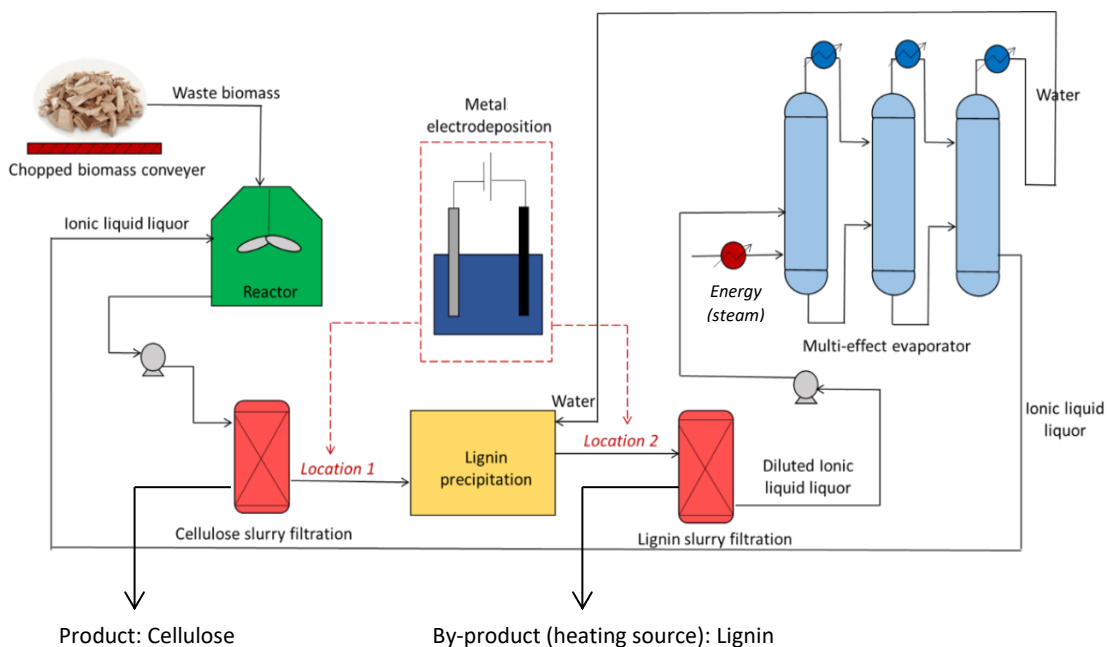 Waste biomass
Chopped biomass conveyer
Metal
electrodeposition
Water
Ionic liquid liquor
Reactor
Energy
(steam)
Multi-effect evaporator
Water
Location 1
Lignin
precipitation
Location 2
Ionic liquid
liquor
Diluted Ionic
liquid liquor
Cellulose slurry filtration
Lignin slurry filtration
Product: Cellulose
By-product (heating source): Lignin